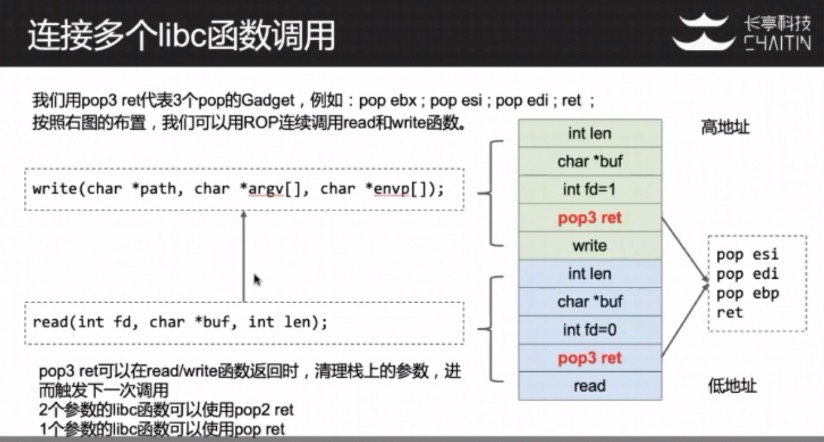 连接多个libc函数调用
长亭科技
CHAITIN
我们用pop3 ret代表3个pop的Gadget，例如：pop ebx ; pop esi ; pop edi ; ret ；
按照右图的布置，我们可以用ROP连续调用read和write函数。
write(char *path, char *argv[], char *envp[]);
read(int fd, char *buf, int len);
pop3 ret可以在read/write函数返回时，清理栈上的参数，进
而触发下一次调用
2个参数的libc函数可以使用pop2 ret
1个参数的libc函数可以使用pop ret
int len
char *buf
int fd=1
pop3 ret
write
int len
char *buf
int fd=0
pop3 ret
read
高地址
pop esi
pop edi
pop ebp
ret
低地址